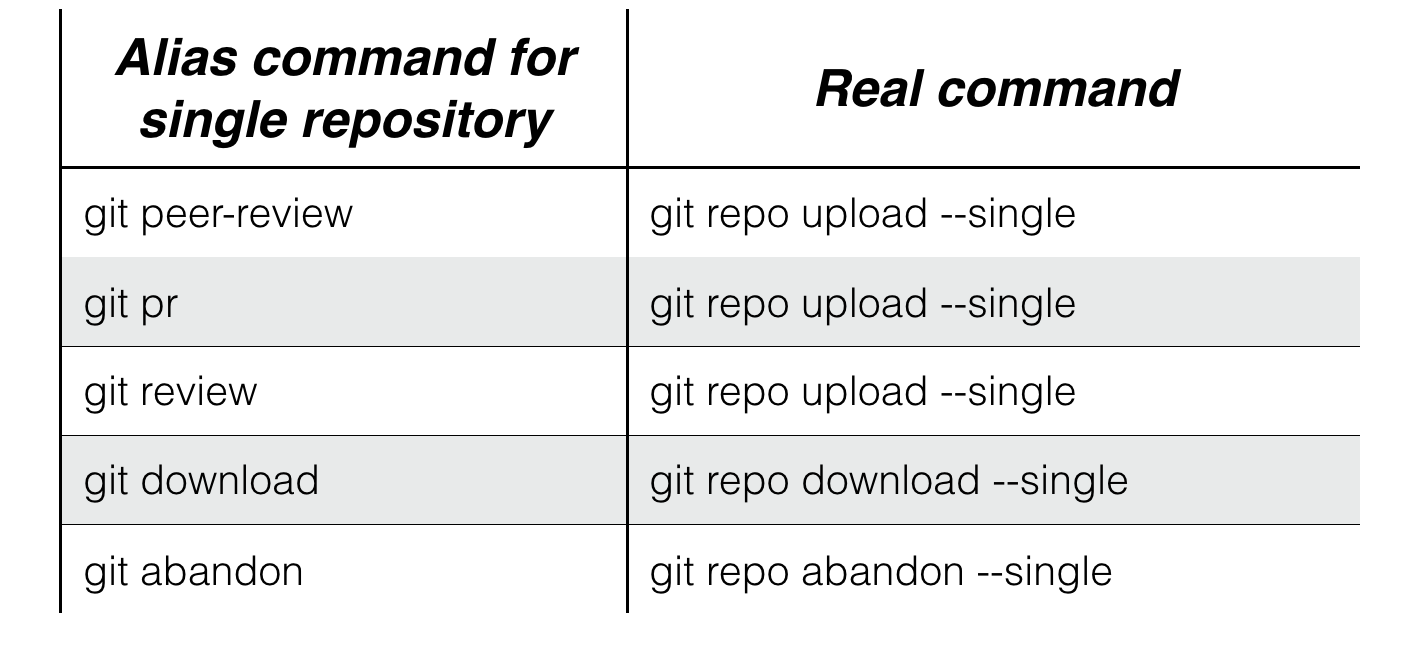 Alias command for
single repository
Real command
git peer-review
git repo upload --single
git pr
git repo upload --single
git review
git repo upload --single
git download
git repo download --single
git abandon
git repo abandon --single